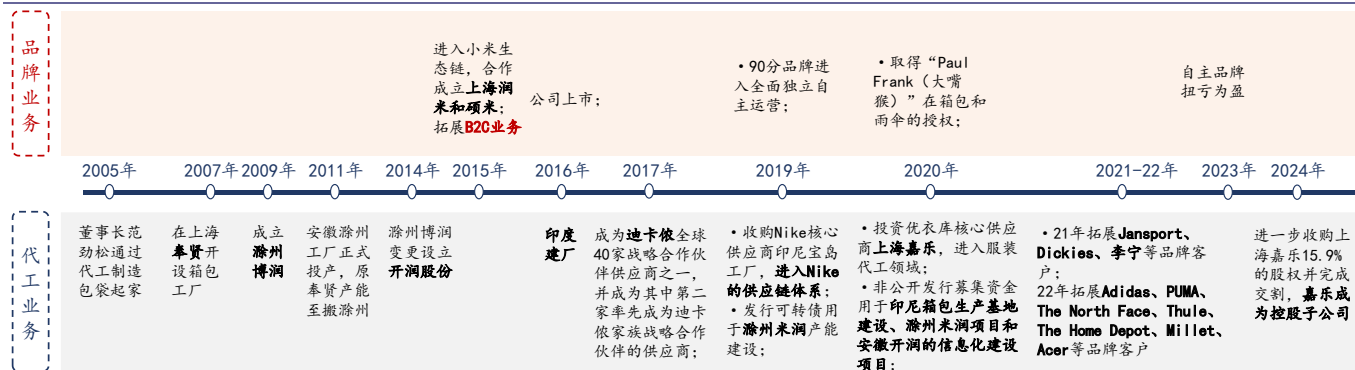 品
牌
业
务
进入小米生
态链，合作
成立上海润
米和硕米；
拓展B2C业务
公司上市；
•90分品牌进
入全面独立自
主运营；
•取得“Paul
Frank（大嘴
猴）”在箱包和
雨伞的授权；
自主品牌
扭亏为盈
2005年
2007年
2009年
2011年
2014年
2015年
2016年
2017年
2019年
2020年
2021-22年
2023年
2024年
代
工
业
务
董事长范
劲松通过
代工制造
包袋起家
在上海
奉贤开
设箱包
工厂
成立
滁州
博润
安徽滁州
工厂正式
投产，原
奉贤产能
至搬滁州
滁州博润
变更设立
开润股份
印度
建厂
成为迪卡侬全球
40家战略合作伙
伴供应商之一，
并成为其中第二
家率先成为迪卡
侬家族战略合作
伙伴的供应商；
•收购Nike核心
供应商印尼宝岛
工厂，进入Nike
的供应链体系；
•发行可转债用
于滁州米润产能
建设；
•投资优衣库核心供应
商上海嘉乐，进入服装
代工领域；
•非公开发行募集资金
用于印尼箱包生产基地
建设、滁州米润项目和
安徽开润的信息化建设
项目；
•21年拓展Jansport、
Dickies、李宁等品牌客
户；
22年拓展Adidas、PUMA、
The North Face、Thule、
The Home Depot、Millet、
Acer等品牌客户
进一步收购上
海嘉乐15.9%
的股权并完成
交割，嘉乐成
为控股子公司